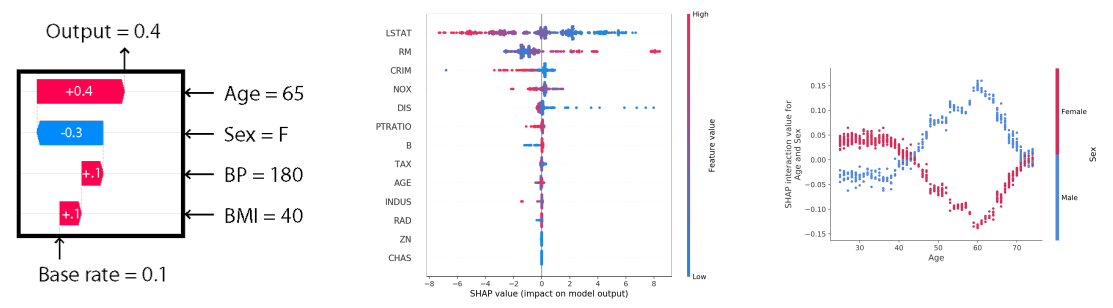 Output = 0.4
+0.4
Age = 65
-0.3
Sex = F
+.1
BP = 180
+.1
BMI = 40
Base rate = 0.1
LSTAT
RM
CRIM
NOX
DIS
PTRATIO
B
TAX
AGE
INDUS
RAD
ZN
CHAS
−8 −6 −4 −2 0 2 4 6 8
SHAP value (impact on model output)
High
Feature value
Low
SHAP interaction value for
Age and Sex
0.15
0.10
0.05
0.00
−0.05
−0.10
−0.15
30 40 50 60 70
Age
Female
Male
Sex